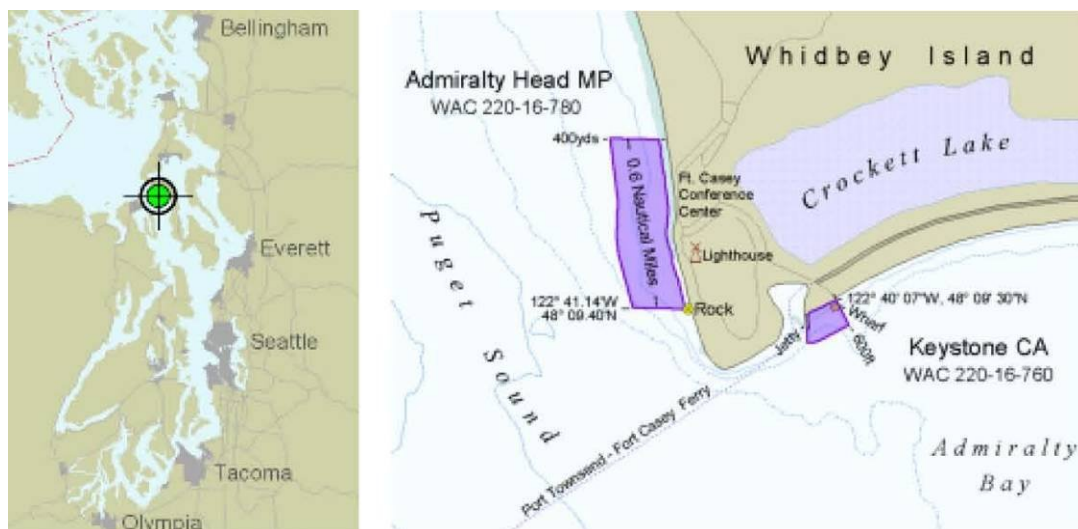 Bellingham
Everett
Seattle
Tacoma
Olympia
Whidbey Island
Admiralty Head MP
WAC 220-16-780
400yds
0.6 Nautical Miles
Crockett Lake
Ft. Casey
Conference
Center
Lighthouse
Puget Sound
122° 41.14'W
48° 09.40'N
Rock
122° 40' 07"W, 48° 09' 30"N
Wharf
600ft
Jetty
Keystone CA
WAC 220-16-760
Port Townsend - Fort Casey Ferry
Admiralty
Bay